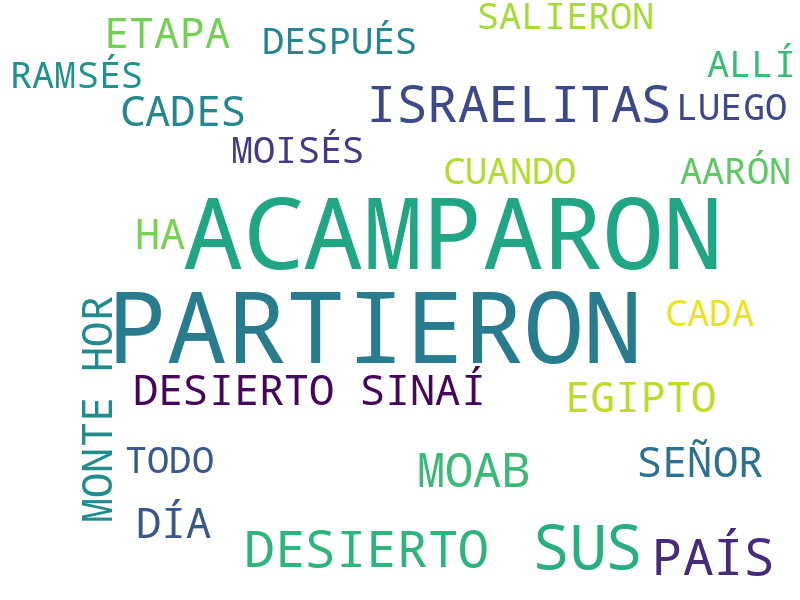 SALIERON
ETAPA
DESPUÉS
ALLÍ
RAMSÉS
CADES
ISRAELITAS
LUEGO
MOISÉS
CUANDO
AARÓN
HA
ACAMPARON
PARTIERON
CADA
MONTE HOR
DESIERTO SINAÍ
EGIPTO
TODO
MOAB
SEÑOR
DÍA
DESIERTO
SUS
PAÍS